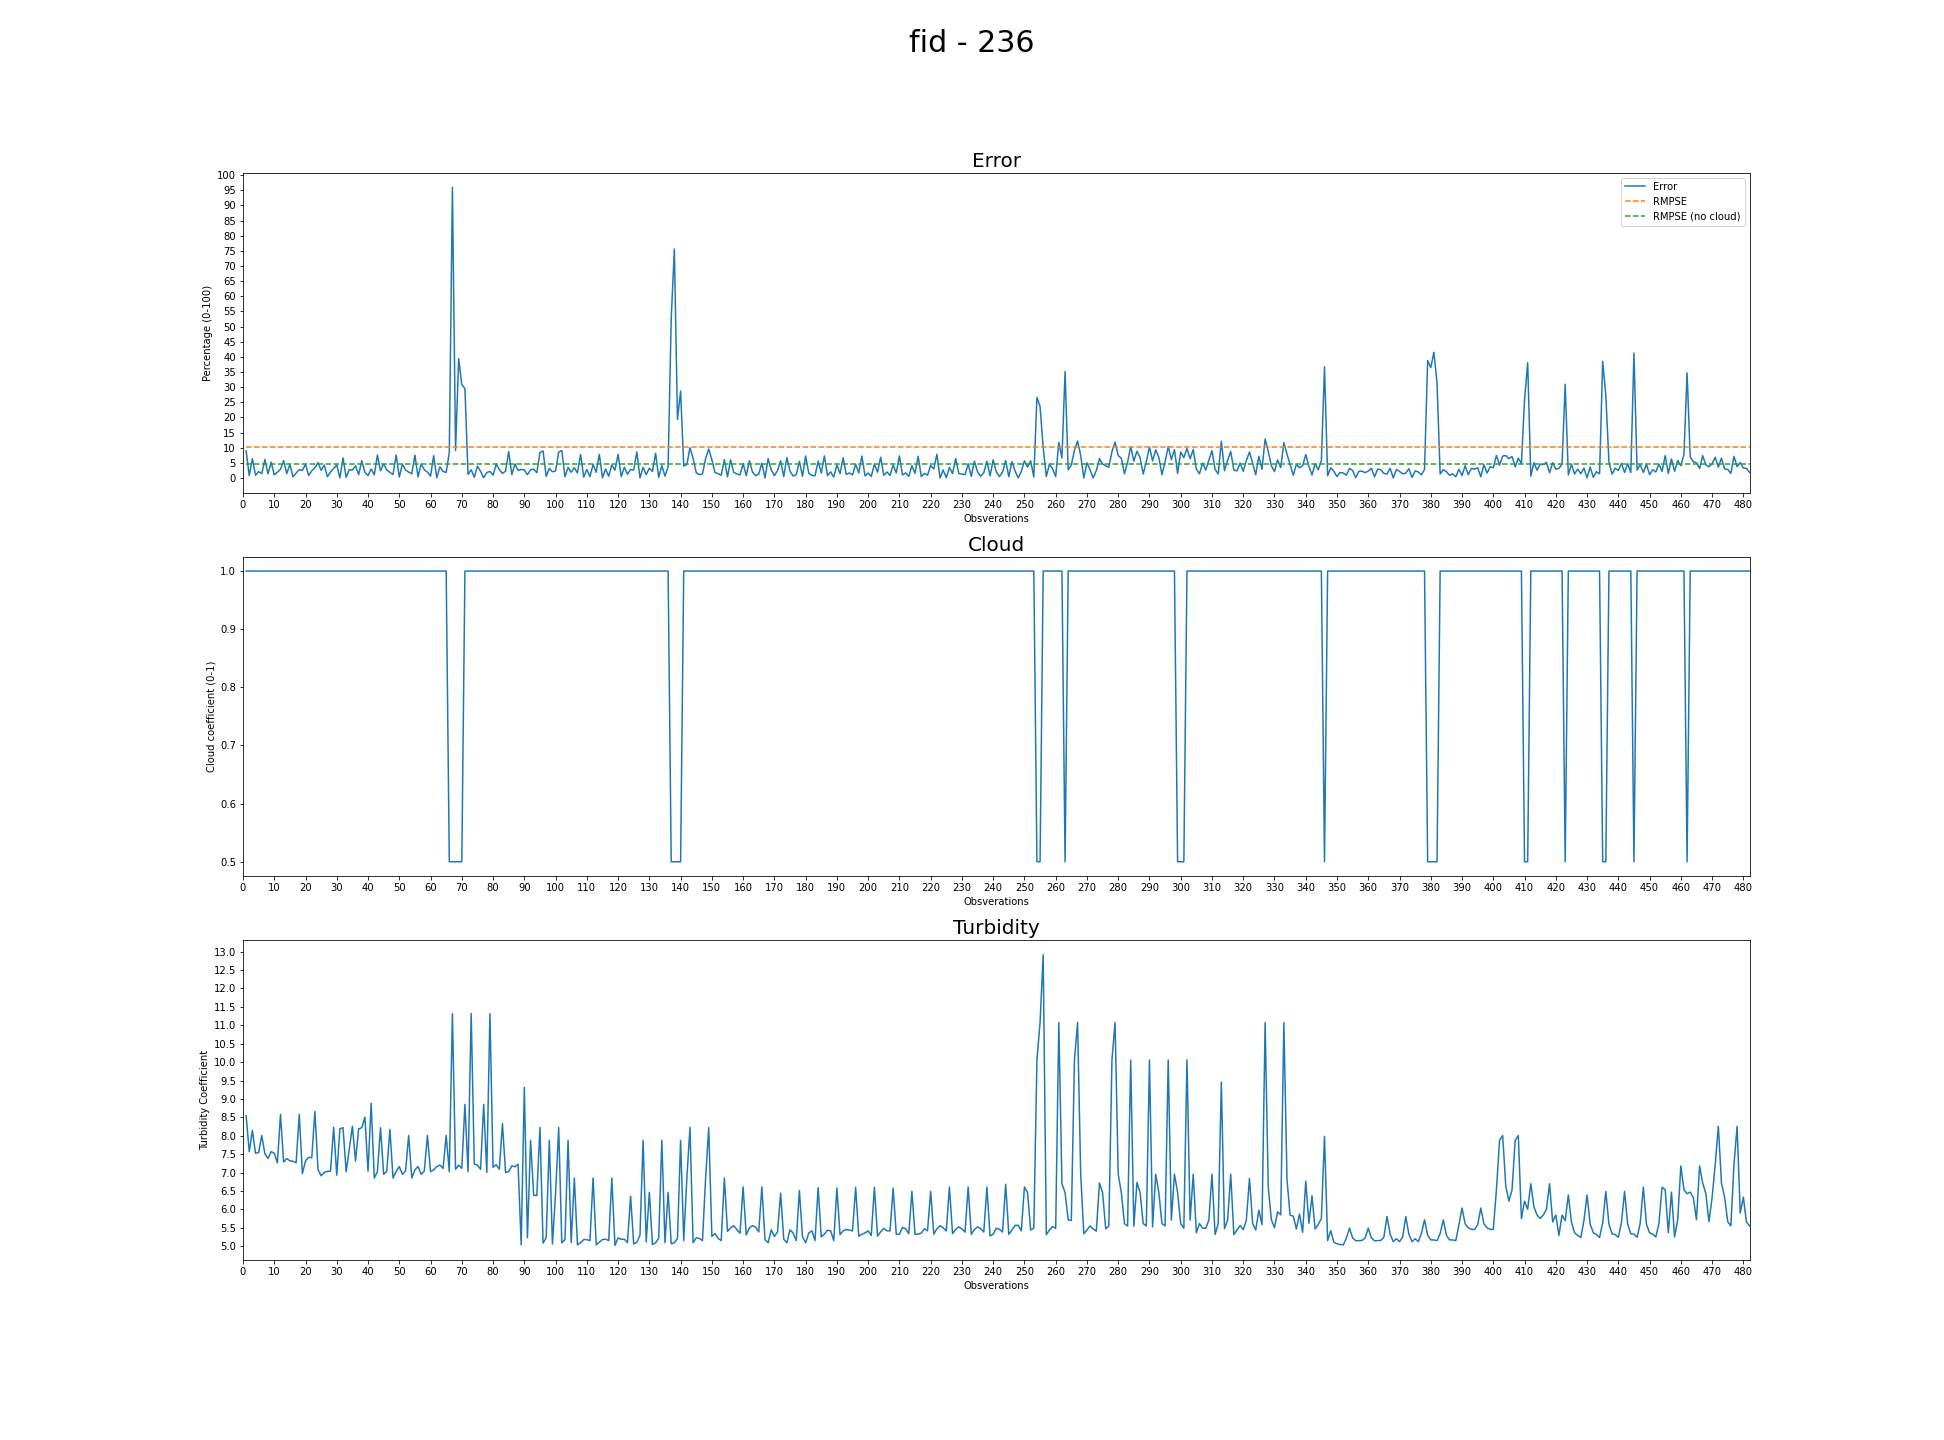 fid - 236
Error
100
95
90
85
80
75
70
65
60
55
50
45
40
35
30
25
20
15
10
5
0
Percentage (0-100)
Error
RMPSE
RMPSE (no cloud)
0 10 20 30 40 50 60 70 80 90 100 110 120 130 140 150 160 170 180 190 200 210 220 230 240 250 260 270 280 290 300 310 320 330 340 350 360 370 380 390 400 410 420 430 440 450 460 470 480
Obsverations
Cloud
1.0
0.9
0.8
0.7
0.6
0.5
Cloud coefficient (0-1)
0 10 20 30 40 50 60 70 80 90 100 110 120 130 140 150 160 170 180 190 200 210 220 230 240 250 260 270 280 290 300 310 320 330 340 350 360 370 380 390 400 410 420 430 440 450 460 470 480
Obsverations
Turbidity
13.0
12.5
12.0
11.5
11.0
10.5
10.0
9.5
9.0
8.5
8.0
7.5
7.0
6.5
6.0
5.5
5.0
Turbidity Coefficient
0 10 20 30 40 50 60 70 80 90 100 110 120 130 140 150 160 170 180 190 200 210 220 230 240 250 260 270 280 290 300 310 320 330 340 350 360 370 380 390 400 410 420 430 440 450 460 470 480
Obsverations